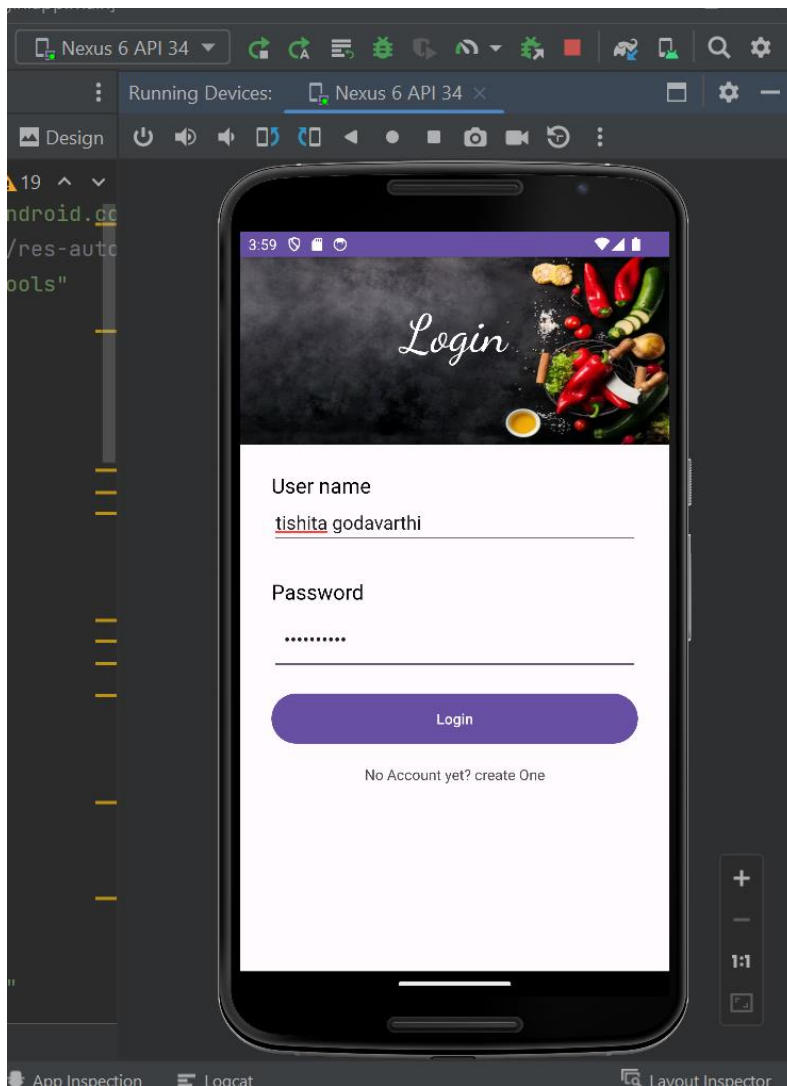 Nexus 6 API 34
Running Devices:
Nexus 6 API 34
Design
19
ndroid.co
/res-auto
ools"
3:59
Login
User name
tishita godavarthi
Password
Login
No Account yet? create One
1:1
"
App Inspection
Logcat
Layout Inspector